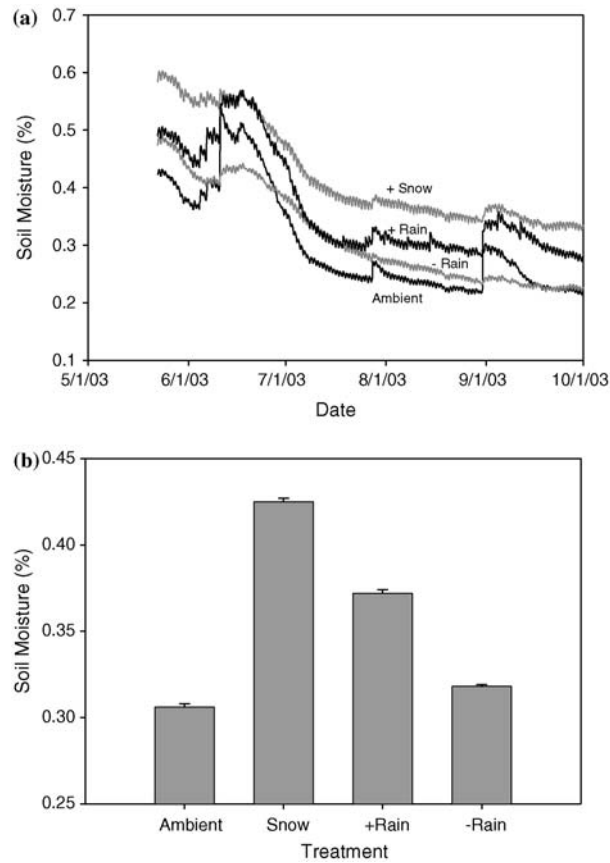 (a)
0.7
0.6
0.5
0.4
0.3
0.2
0.1
Soil Moisture (%)
+ Snow
+ Rain
- Rain
Ambient
5/1/03 6/1/03 7/1/03 8/1/03 9/1/03 10/1/03
Date
(b)
0.45
0.40
0.35
0.30
0.25
Soil Moisture (%)
Ambient Snow +Rain -Rain
Treatment